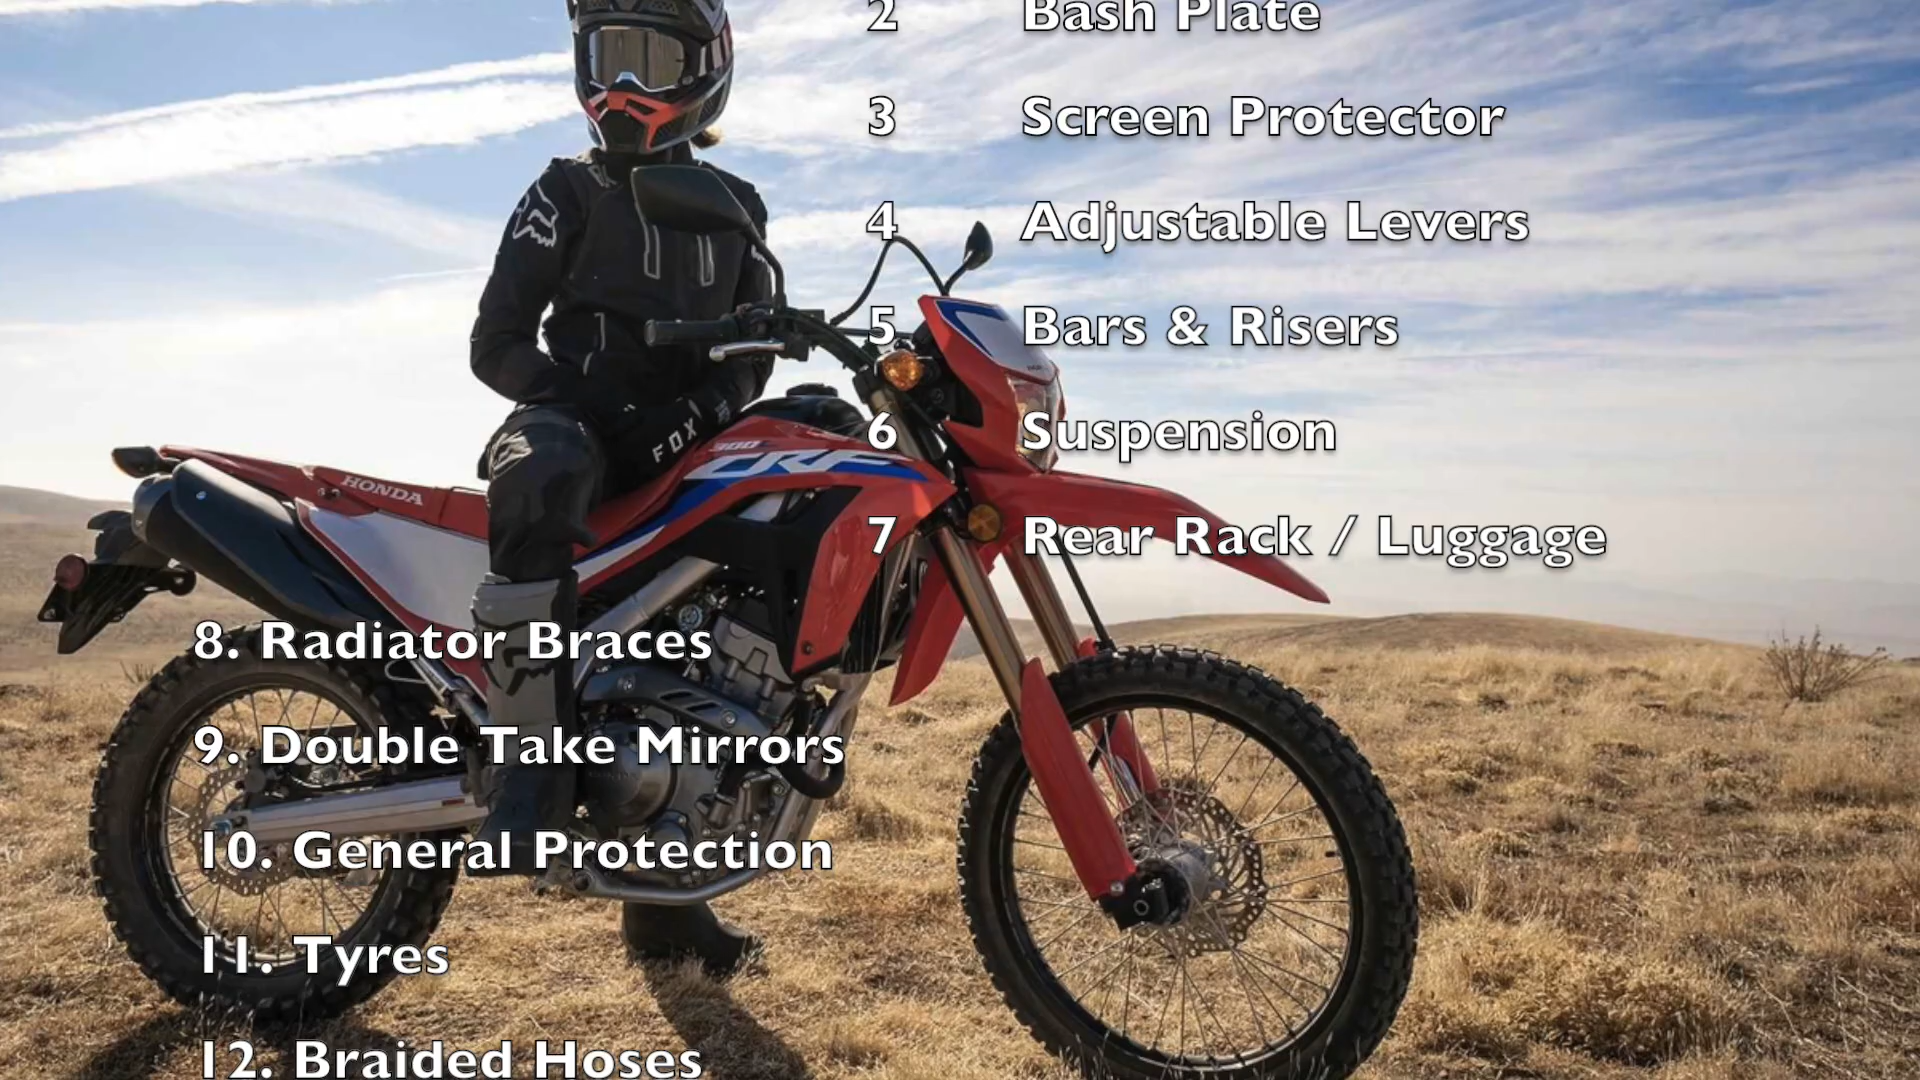 2 Bash Plate
3 Screen Protector
4 Adjustable Levers
5 Bars & Risers
6 Suspension
7 Rear Rack / Luggage
FOX
300L
CRF
HONDA
8. Radiator Braces
9. Double Take Mirrors
10. General Protection
11. Tyres
12. Braided Hoses